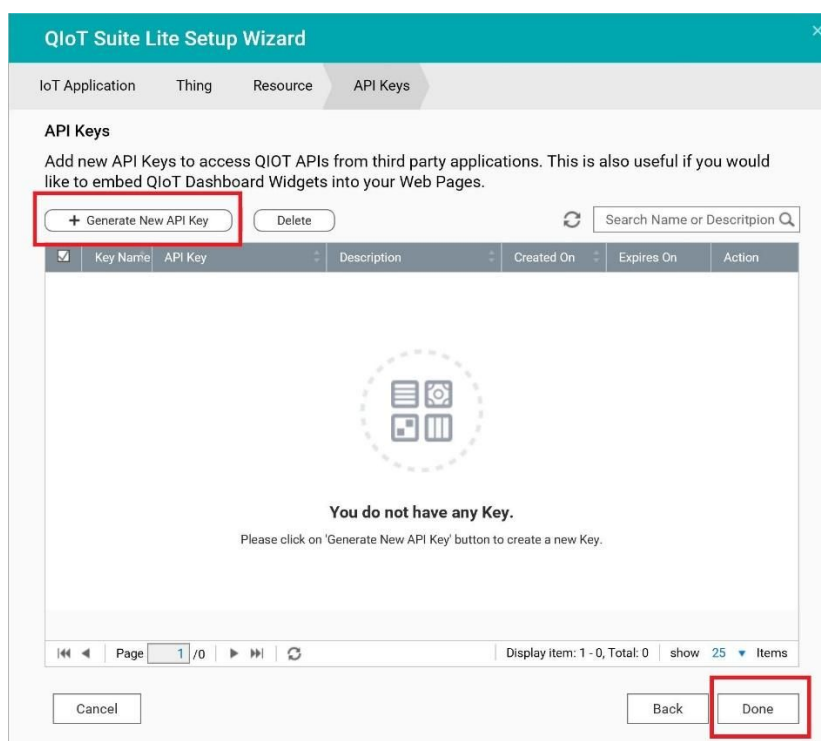 QIoT Suite Lite Setup Wizard
IoT Application Thing Resource API Keys
API Keys
Add new API Keys to access QIOT APIs from third party applications. This is also useful if you would
like to embed QIoT Dashboard Widgets into your Web Pages.
+ Generate New API Key Delete Search Name or Descritpion
Key Name API Key Description Created On Expires On Action
You do not have any Key.
Please click on 'Generate New API Key' button to create a new Key.
Page 1 /0 Display item: 1 - 0, Total: 0 show 25 Items
Cancel Back Done